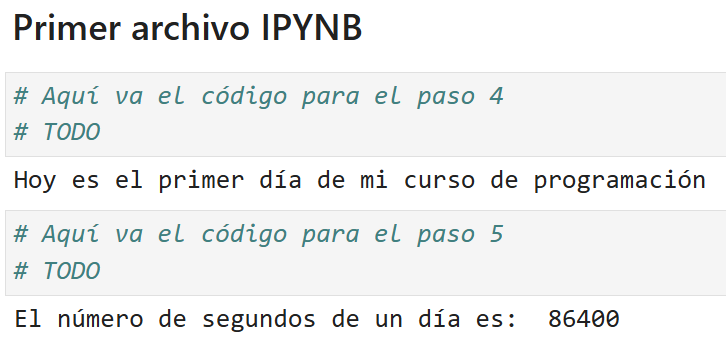 Primer archivo IPYNB
# Aquí va el código para el paso 4
# TODO
Hoy es el primer día de mi curso de programación
# Aquí va el código para el paso 5
# TODO
El número de segundos de un día es:  86400